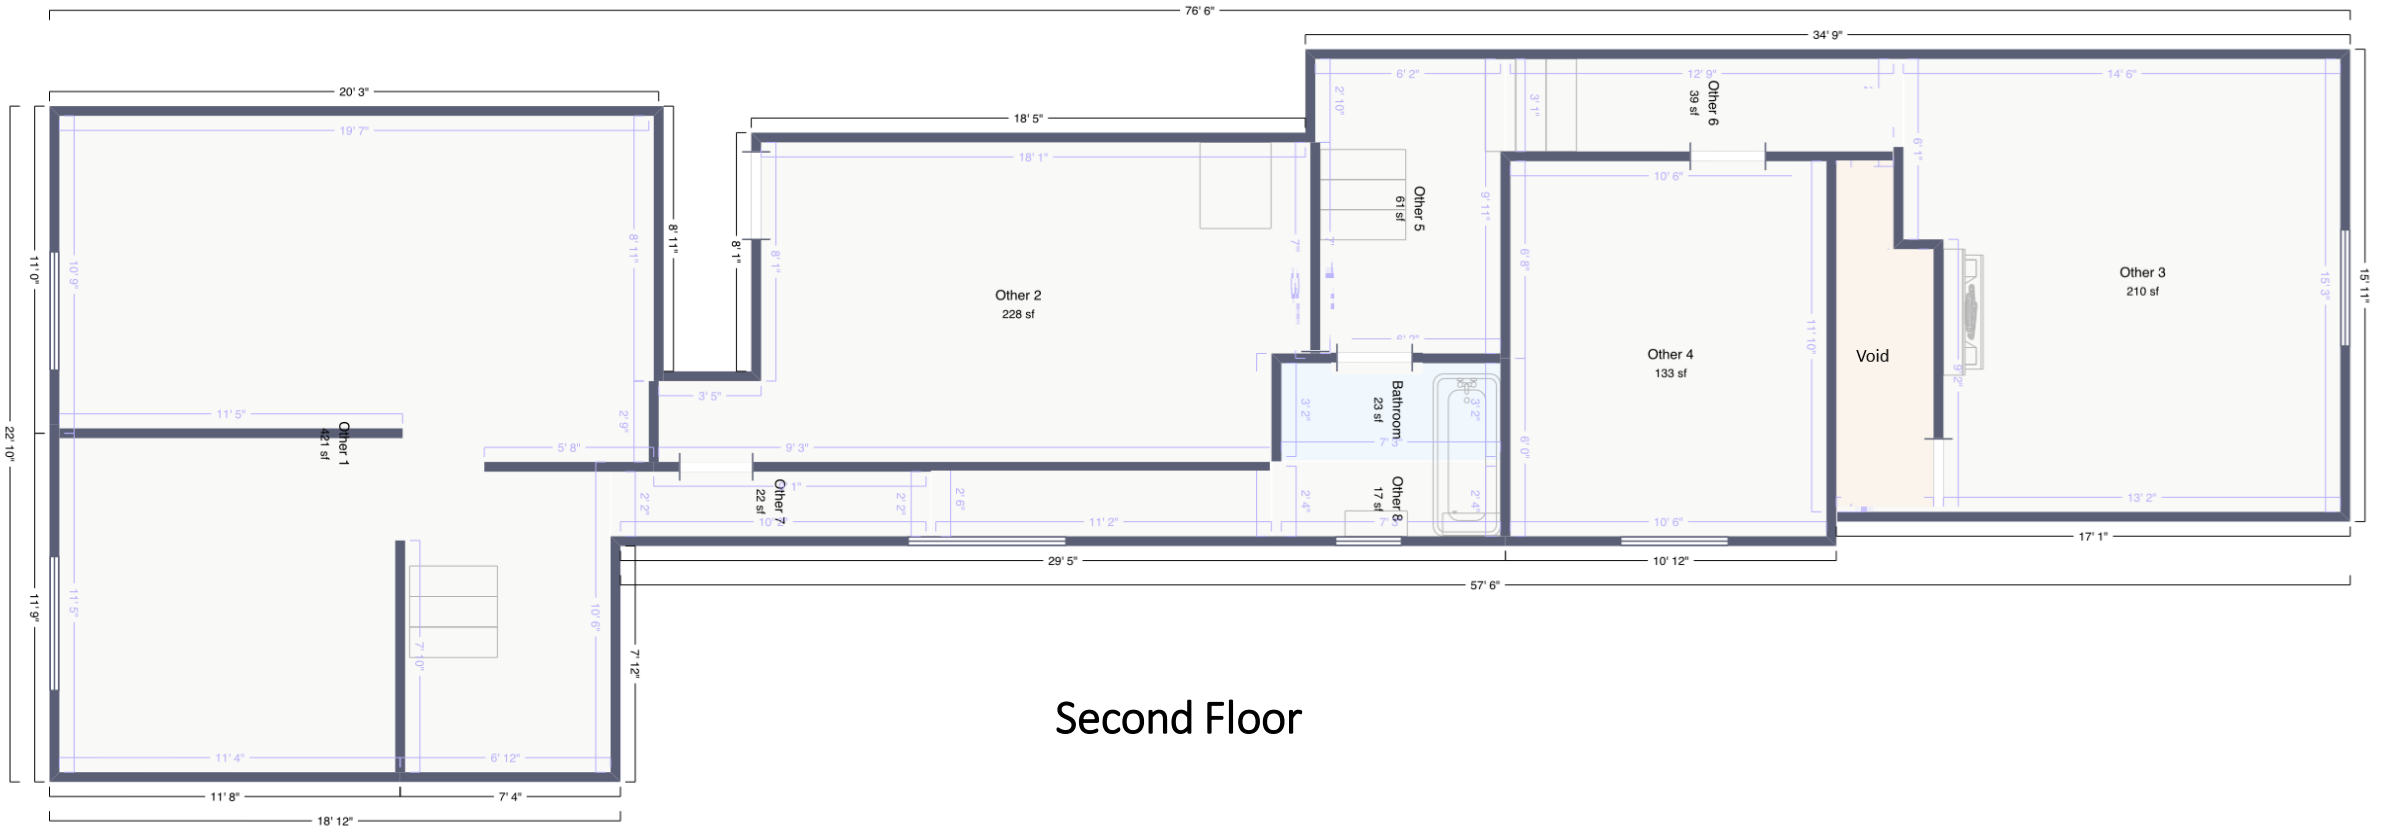 76' 6"
34' 9"
20' 3"
18' 5"
6' 2"
12' 9"
14' 6"
19' 7"
2' 10"
3' 1"
Other 6
39 sf
18' 1"
6' 1"
10' 6"
8' 11"
8' 11"
8' 1"
8' 1"
7"
7"
9' 11"
Other 5
61 sf
6' 8"
11' 0"
10' 9"
Other 2
228 sf
Other 3
210 sf
15' 3"
15' 11"
11' 10"
6' 2"
Other 4
133 sf
Void
9' 2"
3' 5"
11' 5"
2' 9"
Bathroom
23 sf
3' 2"
3' 2"
22' 10"
Other 1
421 sf
5' 8"
9' 3"
6' 0"
Other 7
22 sf
2' 2"
2' 2"
2' 6"
Other 8
17 sf
2' 4"
2' 4"
13' 2"
11' 2"
10' 6"
17' 1"
29' 5"
10' 12"
57' 6"
11' 9"
11' 5"
10' 6"
7' 10"
7' 12"
Second Floor
11' 4"
6' 12"
11' 8"
7' 4"
18' 12"